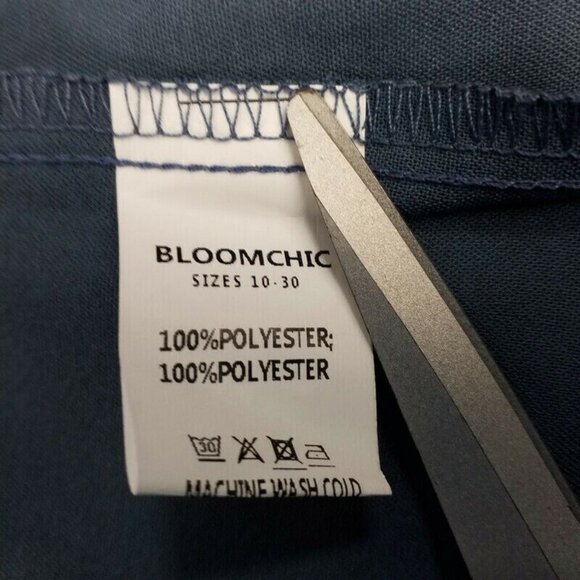 BLOOMCHIC
SIZES 10-30
100%POLYESTER;
100%POLYESTER
30
MACHINE WASH COLD